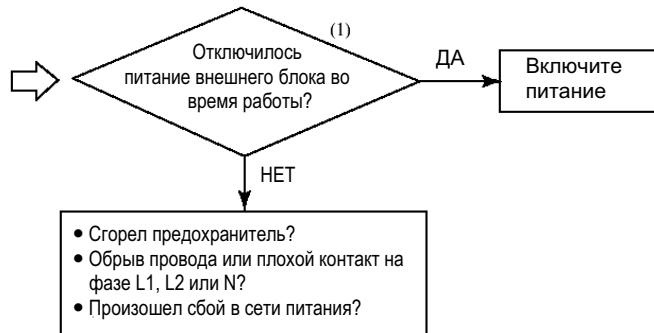 (1)
Отключилось
питание внешнего блока во
время работы?
ДА
Включите
питание
НЕТ
• Сгорел предохранитель?
• Обрыв провода или плохой контакт на
фазе L1, L2 или N?
• Произошел сбой в сети питания?